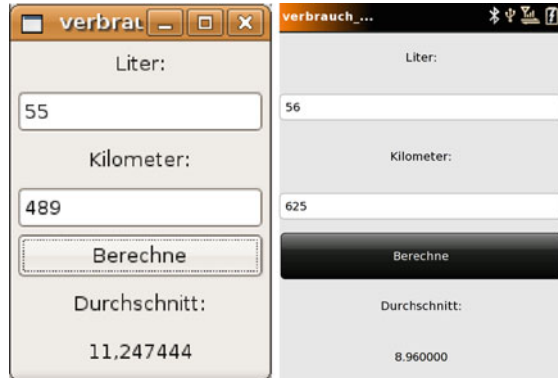 verbrau
Liter:
55
Kilometer:
489
Berechne
Durchschnitt:
11,247444
verbrauch_...
Liter:
56
Kilometer:
625
Berechne
Durchschnitt:
8.960000